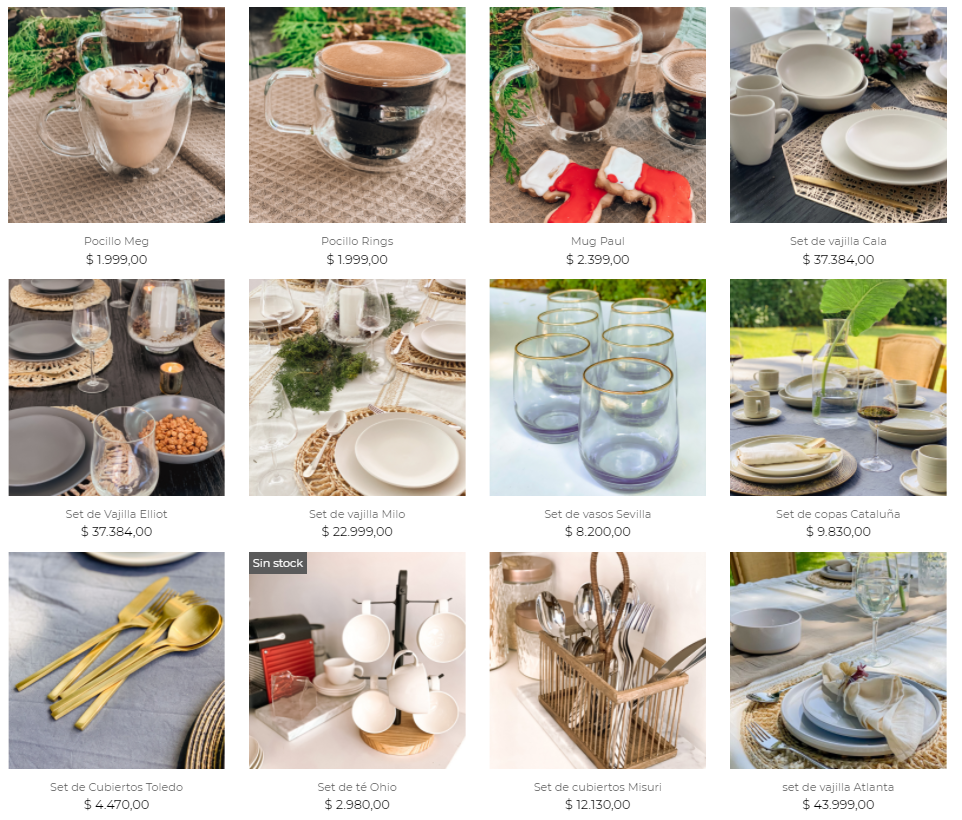 Pocillo Meg
$ 1.999,00
Pocillo Rings
$ 1.999,00
Mug Paul
$ 2.399,00
Set de vajilla Cala
$ 37.384,00
Set de Vajilla Elliot
$ 37.384,00
Set de vajilla Milo
$ 22.999,00
Set de vasos Sevilla
$ 8.200,00
Set de copas Cataluña
$ 9.830,00
Sin stock
Set de Cubiertos Toledo
$ 4.470,00
Set de té Ohio
$ 2.980,00
Set de cubiertos Misuri
$ 12.130,00
set de vajilla Atlanta
$ 43.999,00